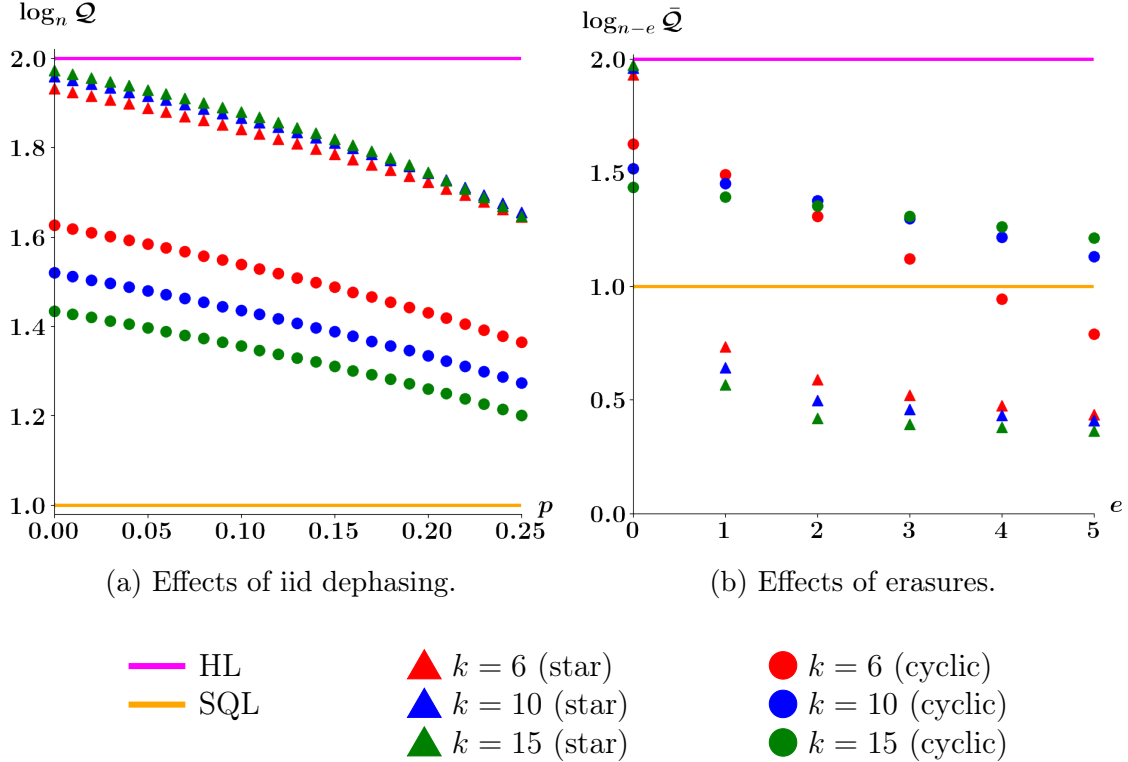 logₙ 𝒬
2.0
1.8
1.6
1.4
1.2
1.0
0.00 0.05 0.10 0.15 0.20 0.25
p
(a) Effects of iid dephasing.
logₙ₋ₑ 𝒬̄
2.0
1.5
1.0
0.5
0.0
0 1 2 3 4 5
e
(b) Effects of erasures.
HL
SQL
k = 6 (star)
k = 10 (star)
k = 15 (star)
k = 6 (cyclic)
k = 10 (cyclic)
k = 15 (cyclic)